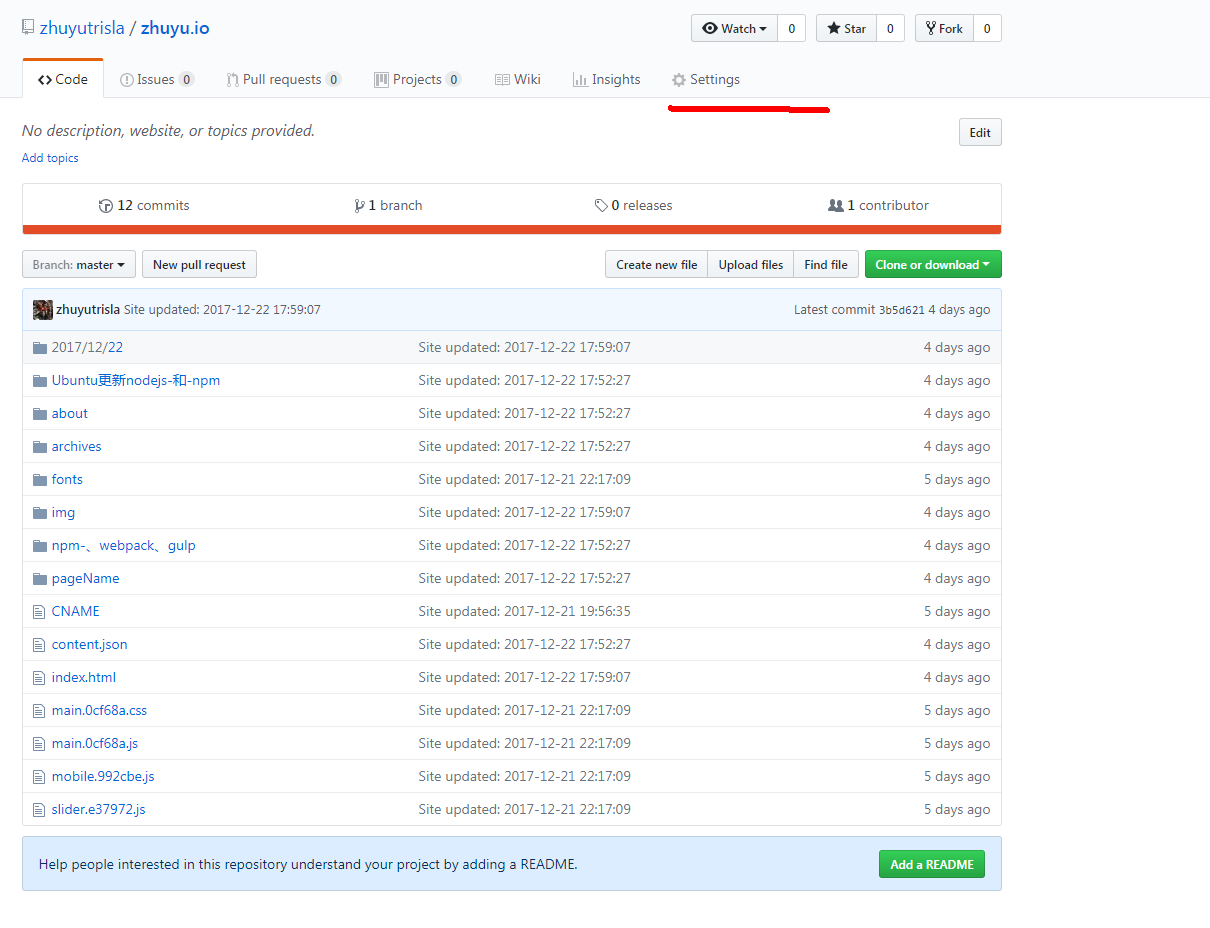 zhuyutrisla / zhuyu.io Watch 0 Star 0 Fork 0
Code Issues 0 Pull requests 0 Projects 0 Wiki Insights Settings
No description, website, or topics provided. Edit
Add topics
12 commits 1 branch 0 releases 1 contributor
Branch: master New pull request Create new file Upload files Find file Clone or download
zhuyutrisla Site updated: 2017-12-22 17:59:07 Latest commit 3b5d621 4 days ago
2017/12/22 Site updated: 2017-12-22 17:59:07 4 days ago
Ubuntu更新nodejs-和-npm Site updated: 2017-12-22 17:52:27 4 days ago
about Site updated: 2017-12-22 17:52:27 4 days ago
archives Site updated: 2017-12-22 17:52:27 4 days ago
fonts Site updated: 2017-12-21 22:17:09 5 days ago
img Site updated: 2017-12-22 17:59:07 4 days ago
npm-、webpack、gulp Site updated: 2017-12-22 17:52:27 4 days ago
pageName Site updated: 2017-12-22 17:52:27 4 days ago
CNAME Site updated: 2017-12-21 19:56:35 5 days ago
content.json Site updated: 2017-12-22 17:52:27 4 days ago
index.html Site updated: 2017-12-22 17:59:07 4 days ago
main.0cf68a.css Site updated: 2017-12-21 22:17:09 5 days ago
main.0cf68a.js Site updated: 2017-12-21 22:17:09 5 days ago
mobile.992cbe.js Site updated: 2017-12-21 22:17:09 5 days ago
slider.e37972.js Site updated: 2017-12-21 22:17:09 5 days ago
Help people interested in this repository understand your project by adding a README. Add a README